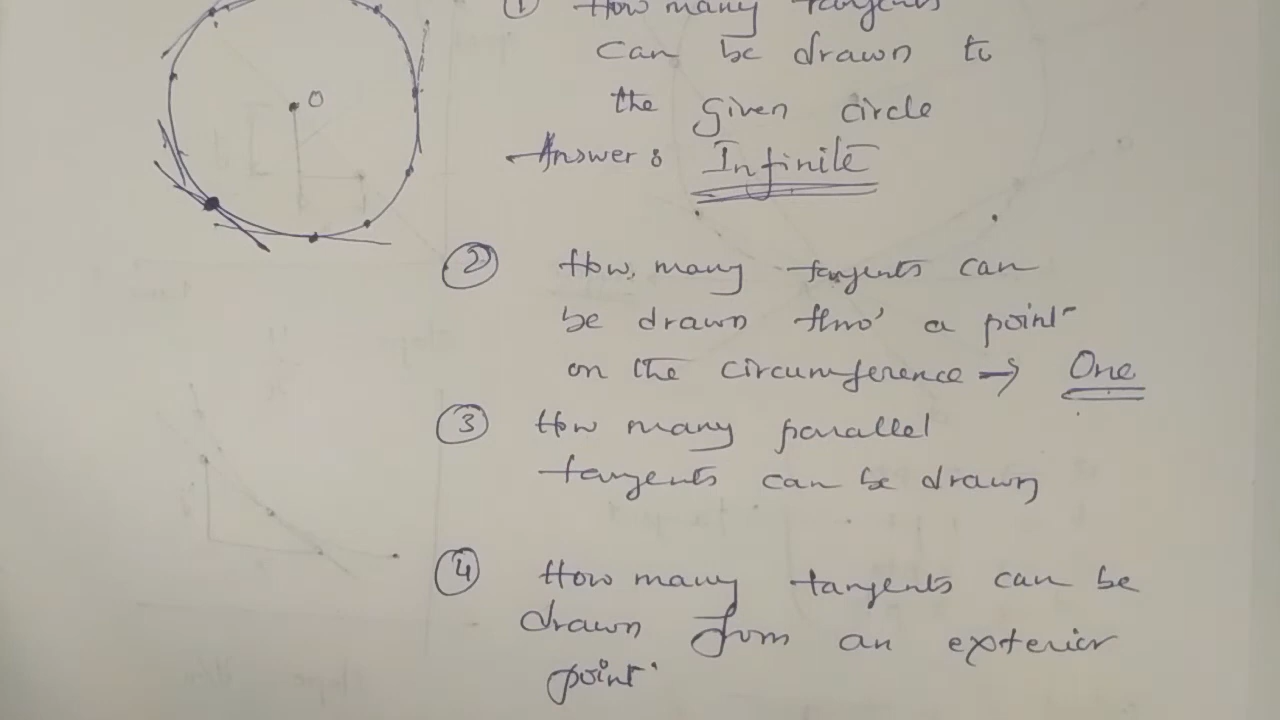 O
① How many tangents
can be drawn to
the given circle
Answer : Infinite
② How many tangents can
be drawn thro' a point
on the circumference → One
③ How many parallel
tangents can be drawn
④ How many tangents can be
drawn from an exterior
point